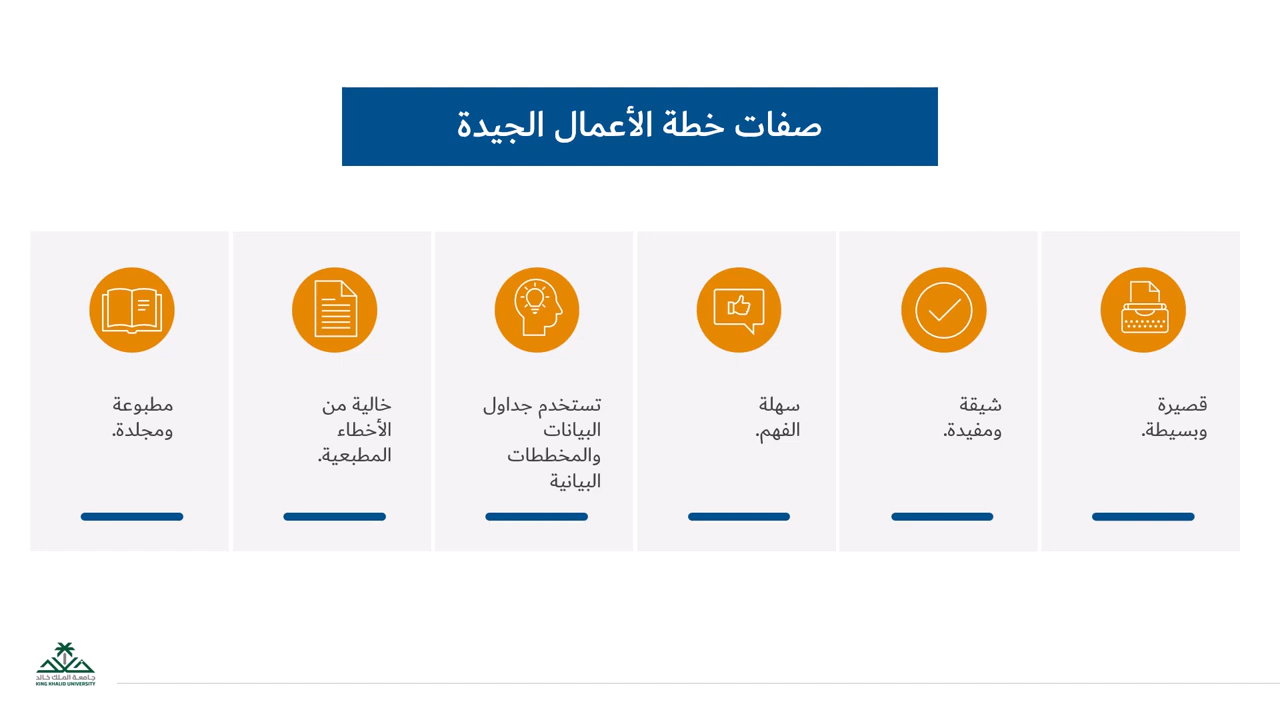 صفات خطة الأعمال الجيدة
قصيرة
وبسيطة.
شيقة
ومفيدة.
سهلة
الفهم.
تستخدم جداول
البيانات
والمخططات
البيانية
خالية من
الأخطاء
المطبعية.
مطبوعة
ومجلدة.
جامعة الملك خالد
KING KHALID UNIVERSITY